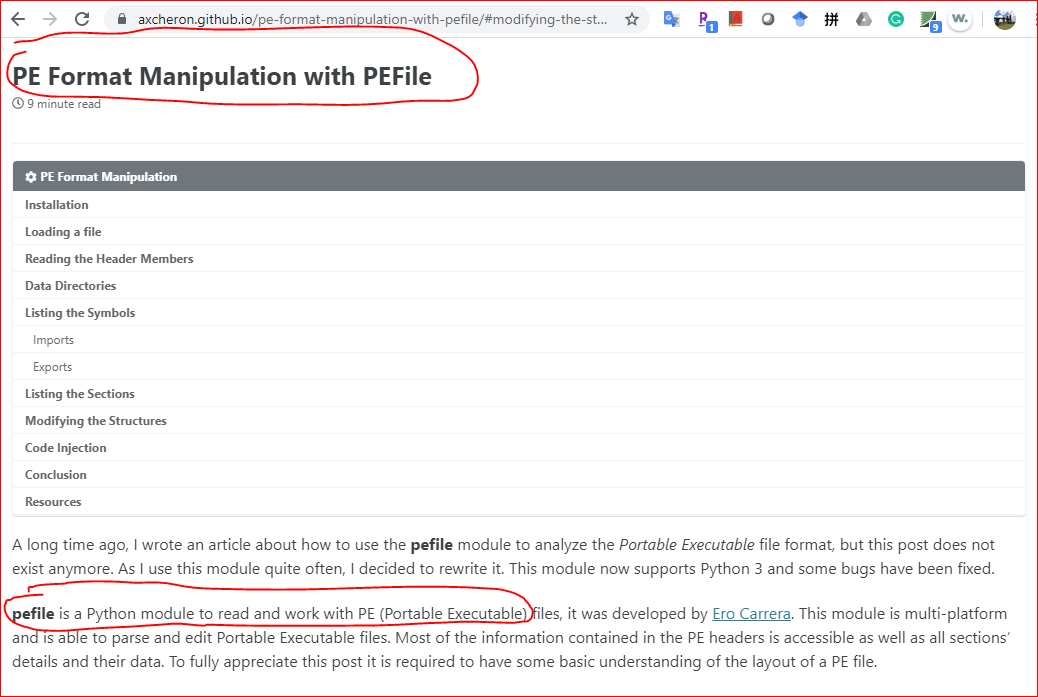 axcheron.github.io/pe-format-manipulation-with-pefile/#modifying-the-st...
1
9
W.
PE Format Manipulation with PEFile
9 minute read
PE Format Manipulation
Installation
Loading a file
Reading the Header Members
Data Directories
Listing the Symbols
Imports
Exports
Listing the Sections
Modifying the Structures
Code Injection
Conclusion
Resources
A long time ago, I wrote an article about how to use the pefile module to analyze the Portable Executable file format, but this post does not
exist anymore. As I use this module quite often, I decided to rewrite it. This module now supports Python 3 and some bugs have been fixed.
pefile is a Python module to read and work with PE (Portable Executable) files, it was developed by Ero Carrera. This module is multi-platform
and is able to parse and edit Portable Executable files. Most of the information contained in the PE headers is accessible as well as all sections’
details and their data. To fully appreciate this post it is required to have some basic understanding of the layout of a PE file.